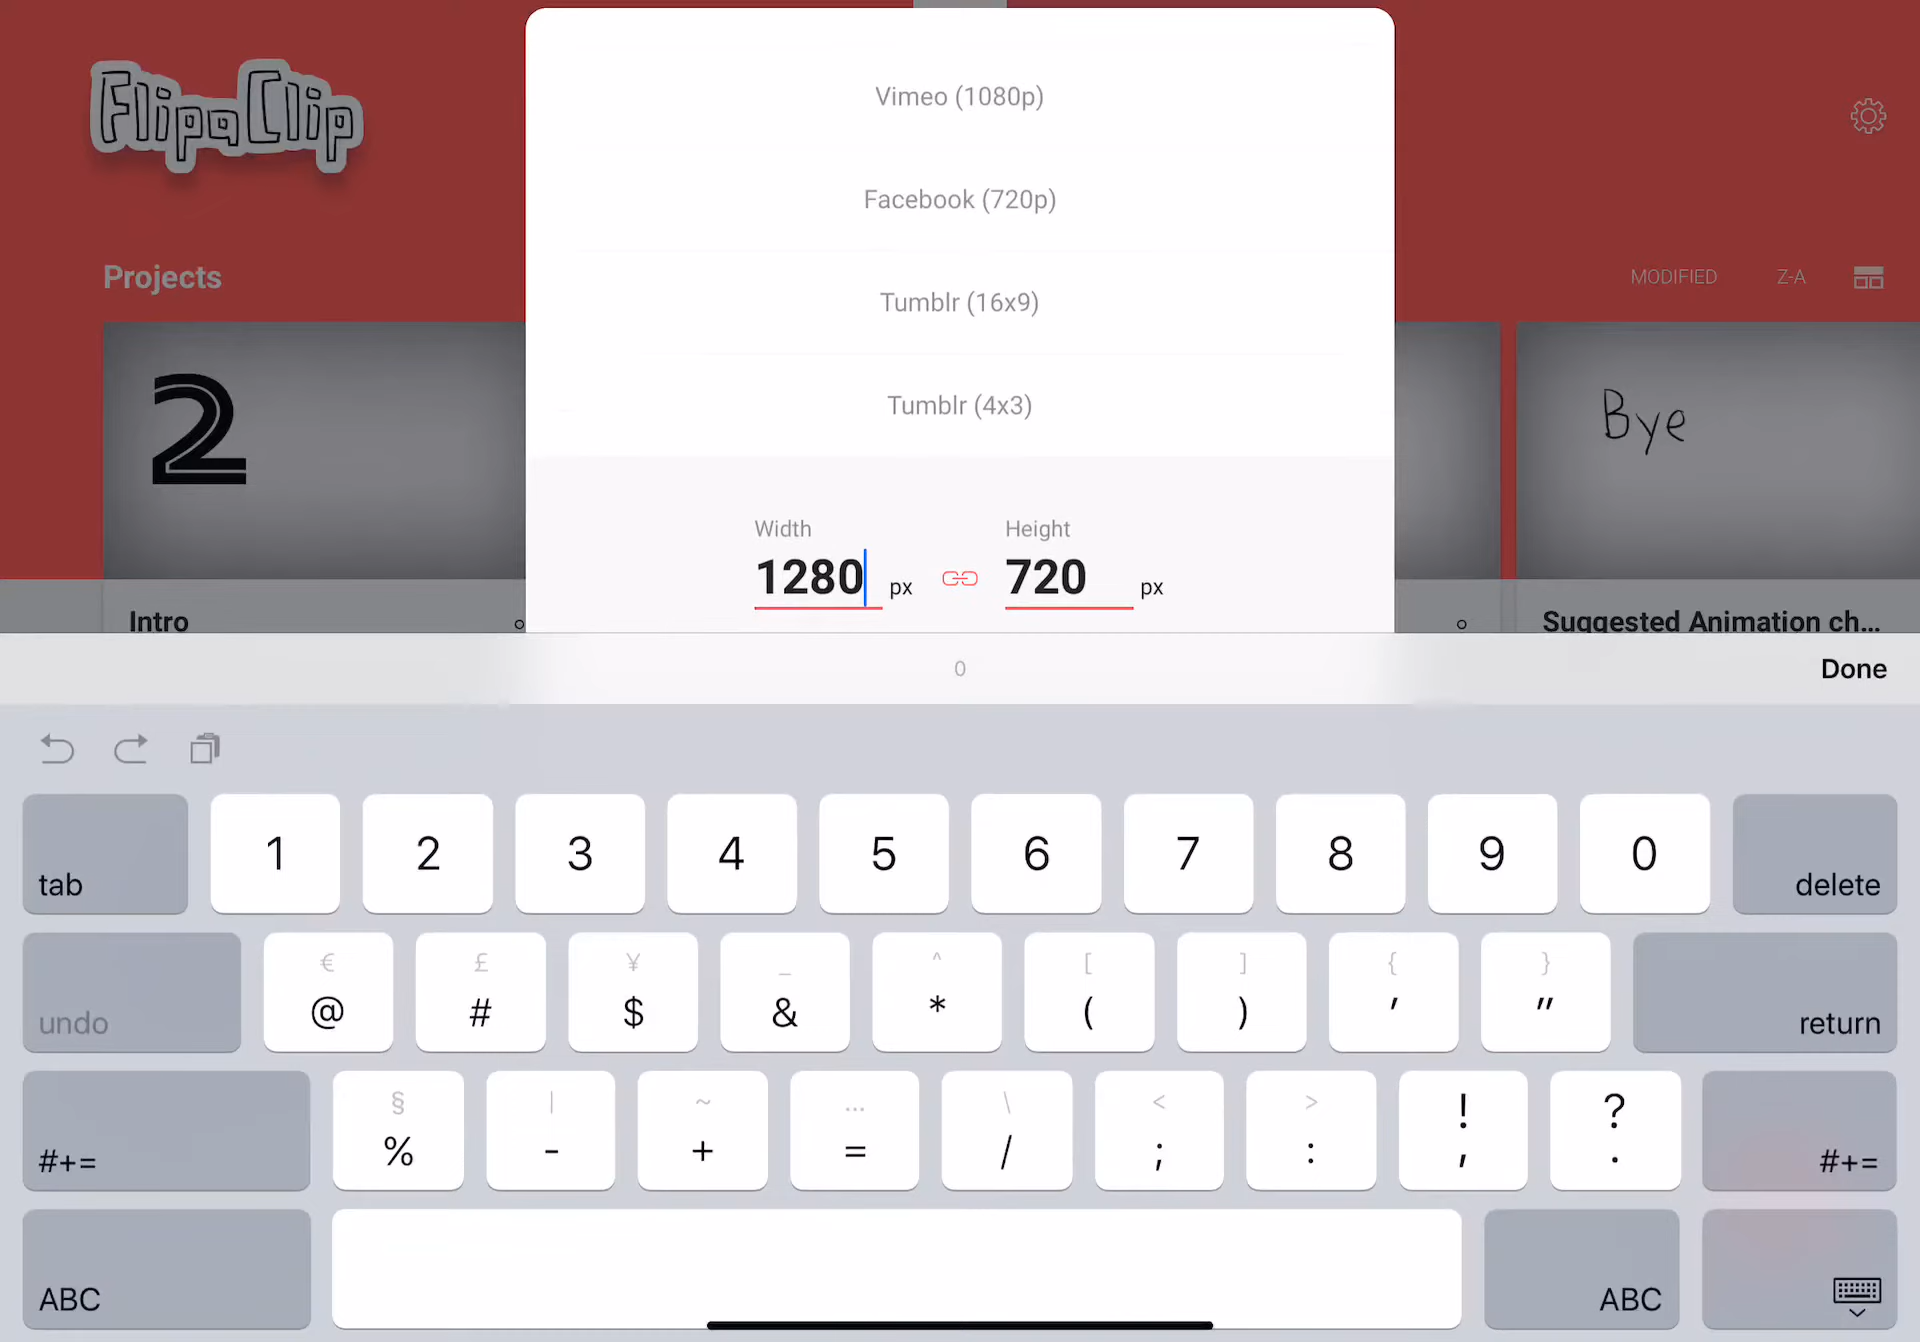 FlipaClip
Vimeo (1080p)
Facebook (720p)
Projects
MODIFIED
Z-A
Tumblr (16x9)
2
Bye
Tumblr (4x3)
Width
Height
1280 px
720 px
Intro
Suggested Animation ch...
0
Done
tab 1 2 3 4 5 6 7 8 9 0 delete
€ £ ¥ _ ^ [ ] { }
undo @ # $ & * ( ) ' " return
§ | ~ ... \ < > ! ?
#+= % - + = / ; : , . #+=
ABC ABC